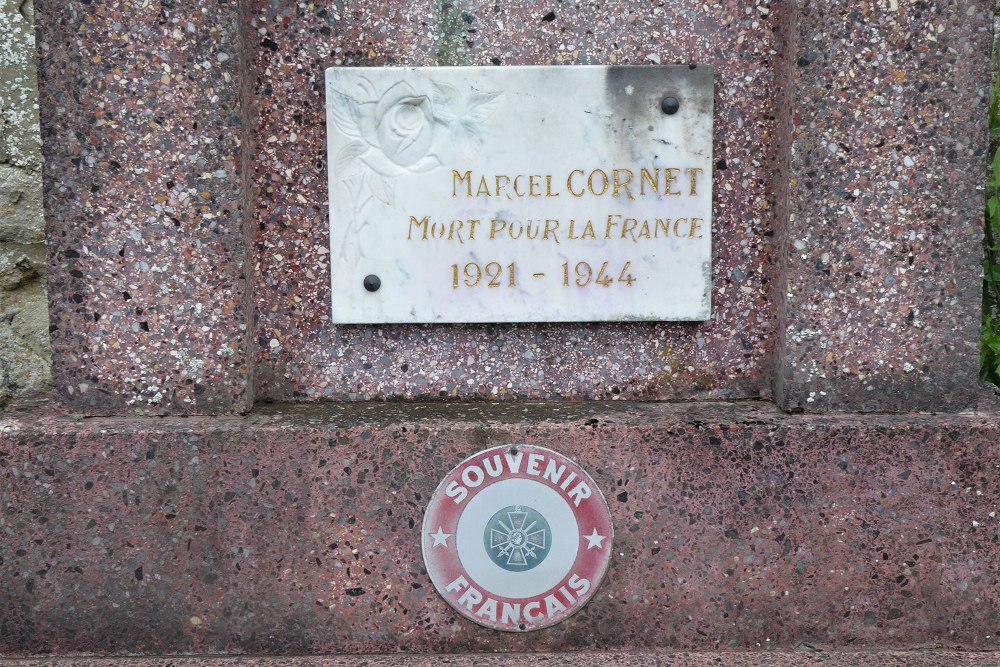 MARCEL CORNET
MORT POUR LA FRANCE
1921 - 1944
SOUVENIR
FRANÇAIS